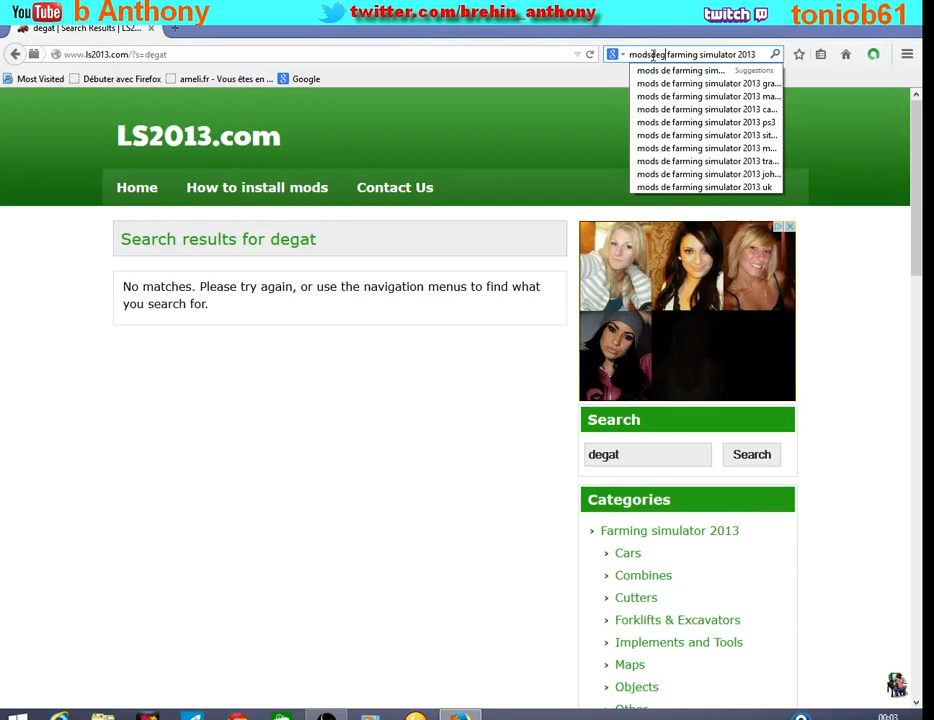 YouTube b Anthony
twitter.com/brehin_anthony
twitch
toniob61
degat | Search Results | LS2...
www.ls2013.com/?s=degat
modsdeg farming simulator 2013
Most Visited
Débuter avec Firefox
ameli.fr - Vous êtes en ...
Google
mods de farming sim... Suggestions
mods de farming simulator 2013 gra...
mods de farming simulator 2013 ma...
mods de farming simulator 2013 ca...
mods de farming simulator 2013 ps3
mods de farming simulator 2013 sit...
mods de farming simulator 2013 m...
mods de farming simulator 2013 tra...
mods de farming simulator 2013 joh...
mods de farming simulator 2013 uk
LS2013.com
Home
How to install mods
Contact Us
Search results for degat
No matches. Please try again, or use the navigation menus to find what
you search for.
Search
degat
Search
Categories
Farming simulator 2013
Cars
Combines
Cutters
Forklifts & Excavators
Implements and Tools
Maps
Objects
Other
00:03